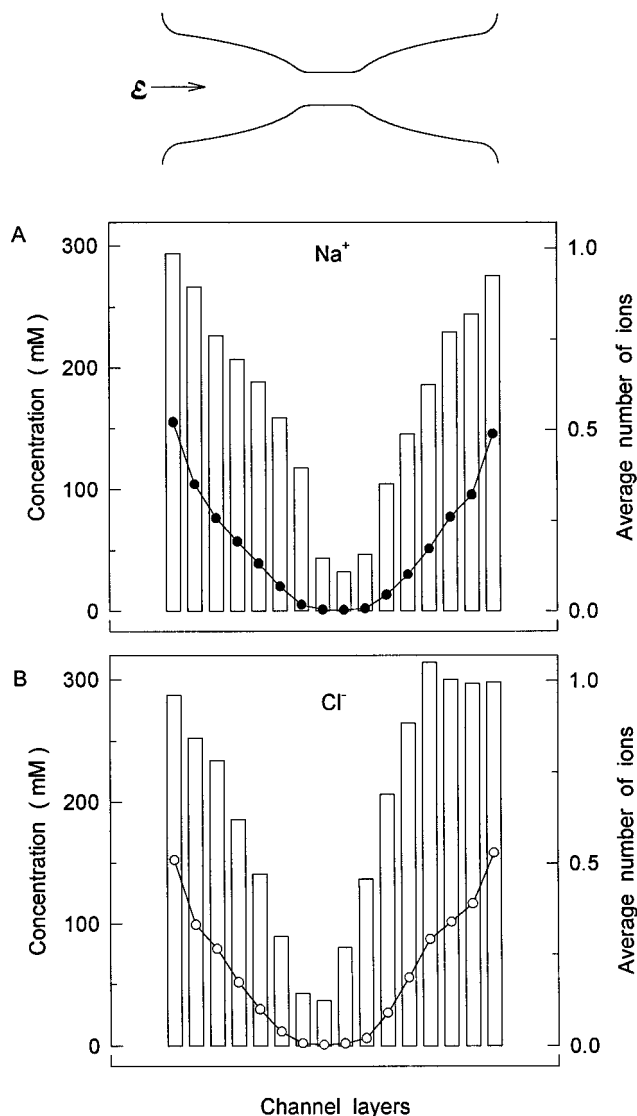 ε
A
Na⁺
300
200
100
0
Concentration ( mM )
1.0
0.5
0.0
Average number of ions
B
Cl⁻
300
200
100
0
Concentration ( mM )
1.0
0.5
0.0
Average number of ions
Channel layers